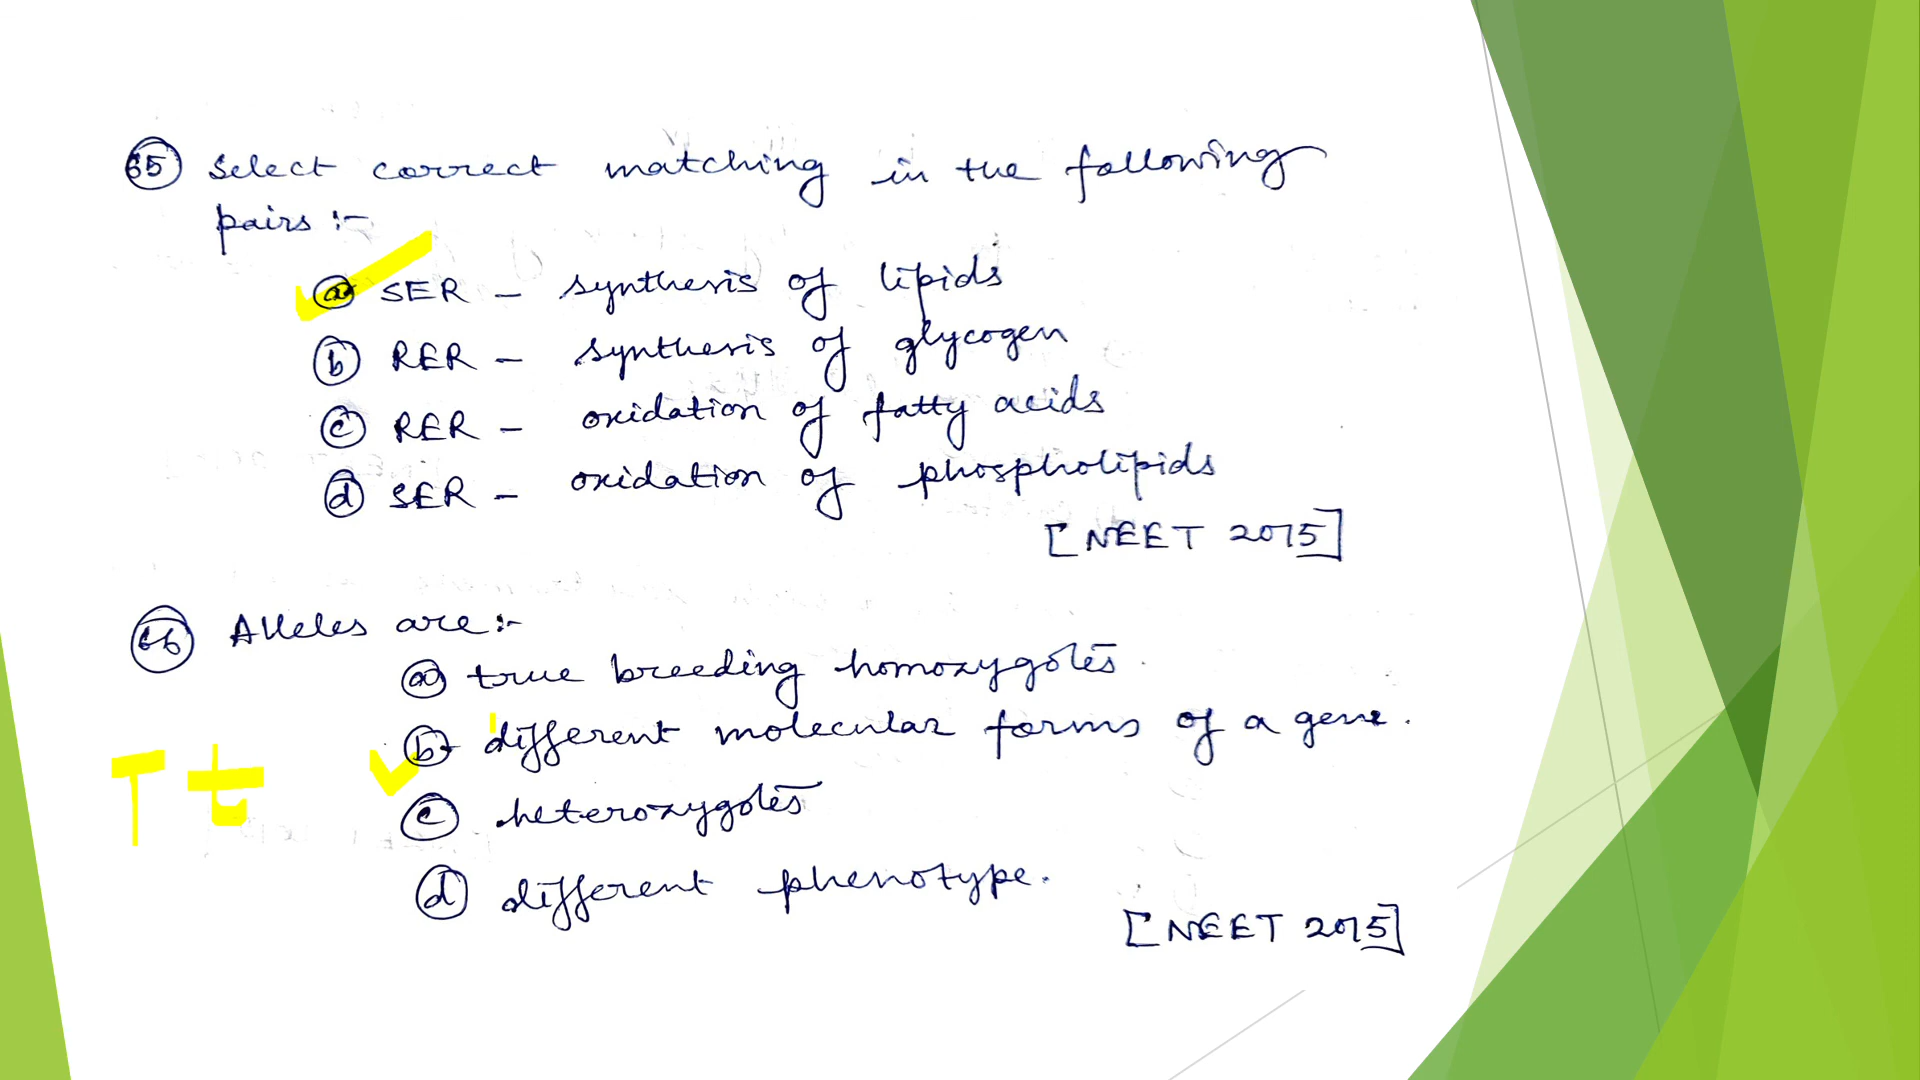 65 Select correct matching in the following
pairs :-
a SER - synthesis of lipids
b RER - synthesis of glycogen
c RER - oxidation of fatty acids
d SER - oxidation of phospholipids
[NEET 2015]
66 Alleles are :-
a true breeding homozygotes.
b different molecular forms of a gene.
T t
c heterozygotes
d different phenotype.
[NEET 2015]